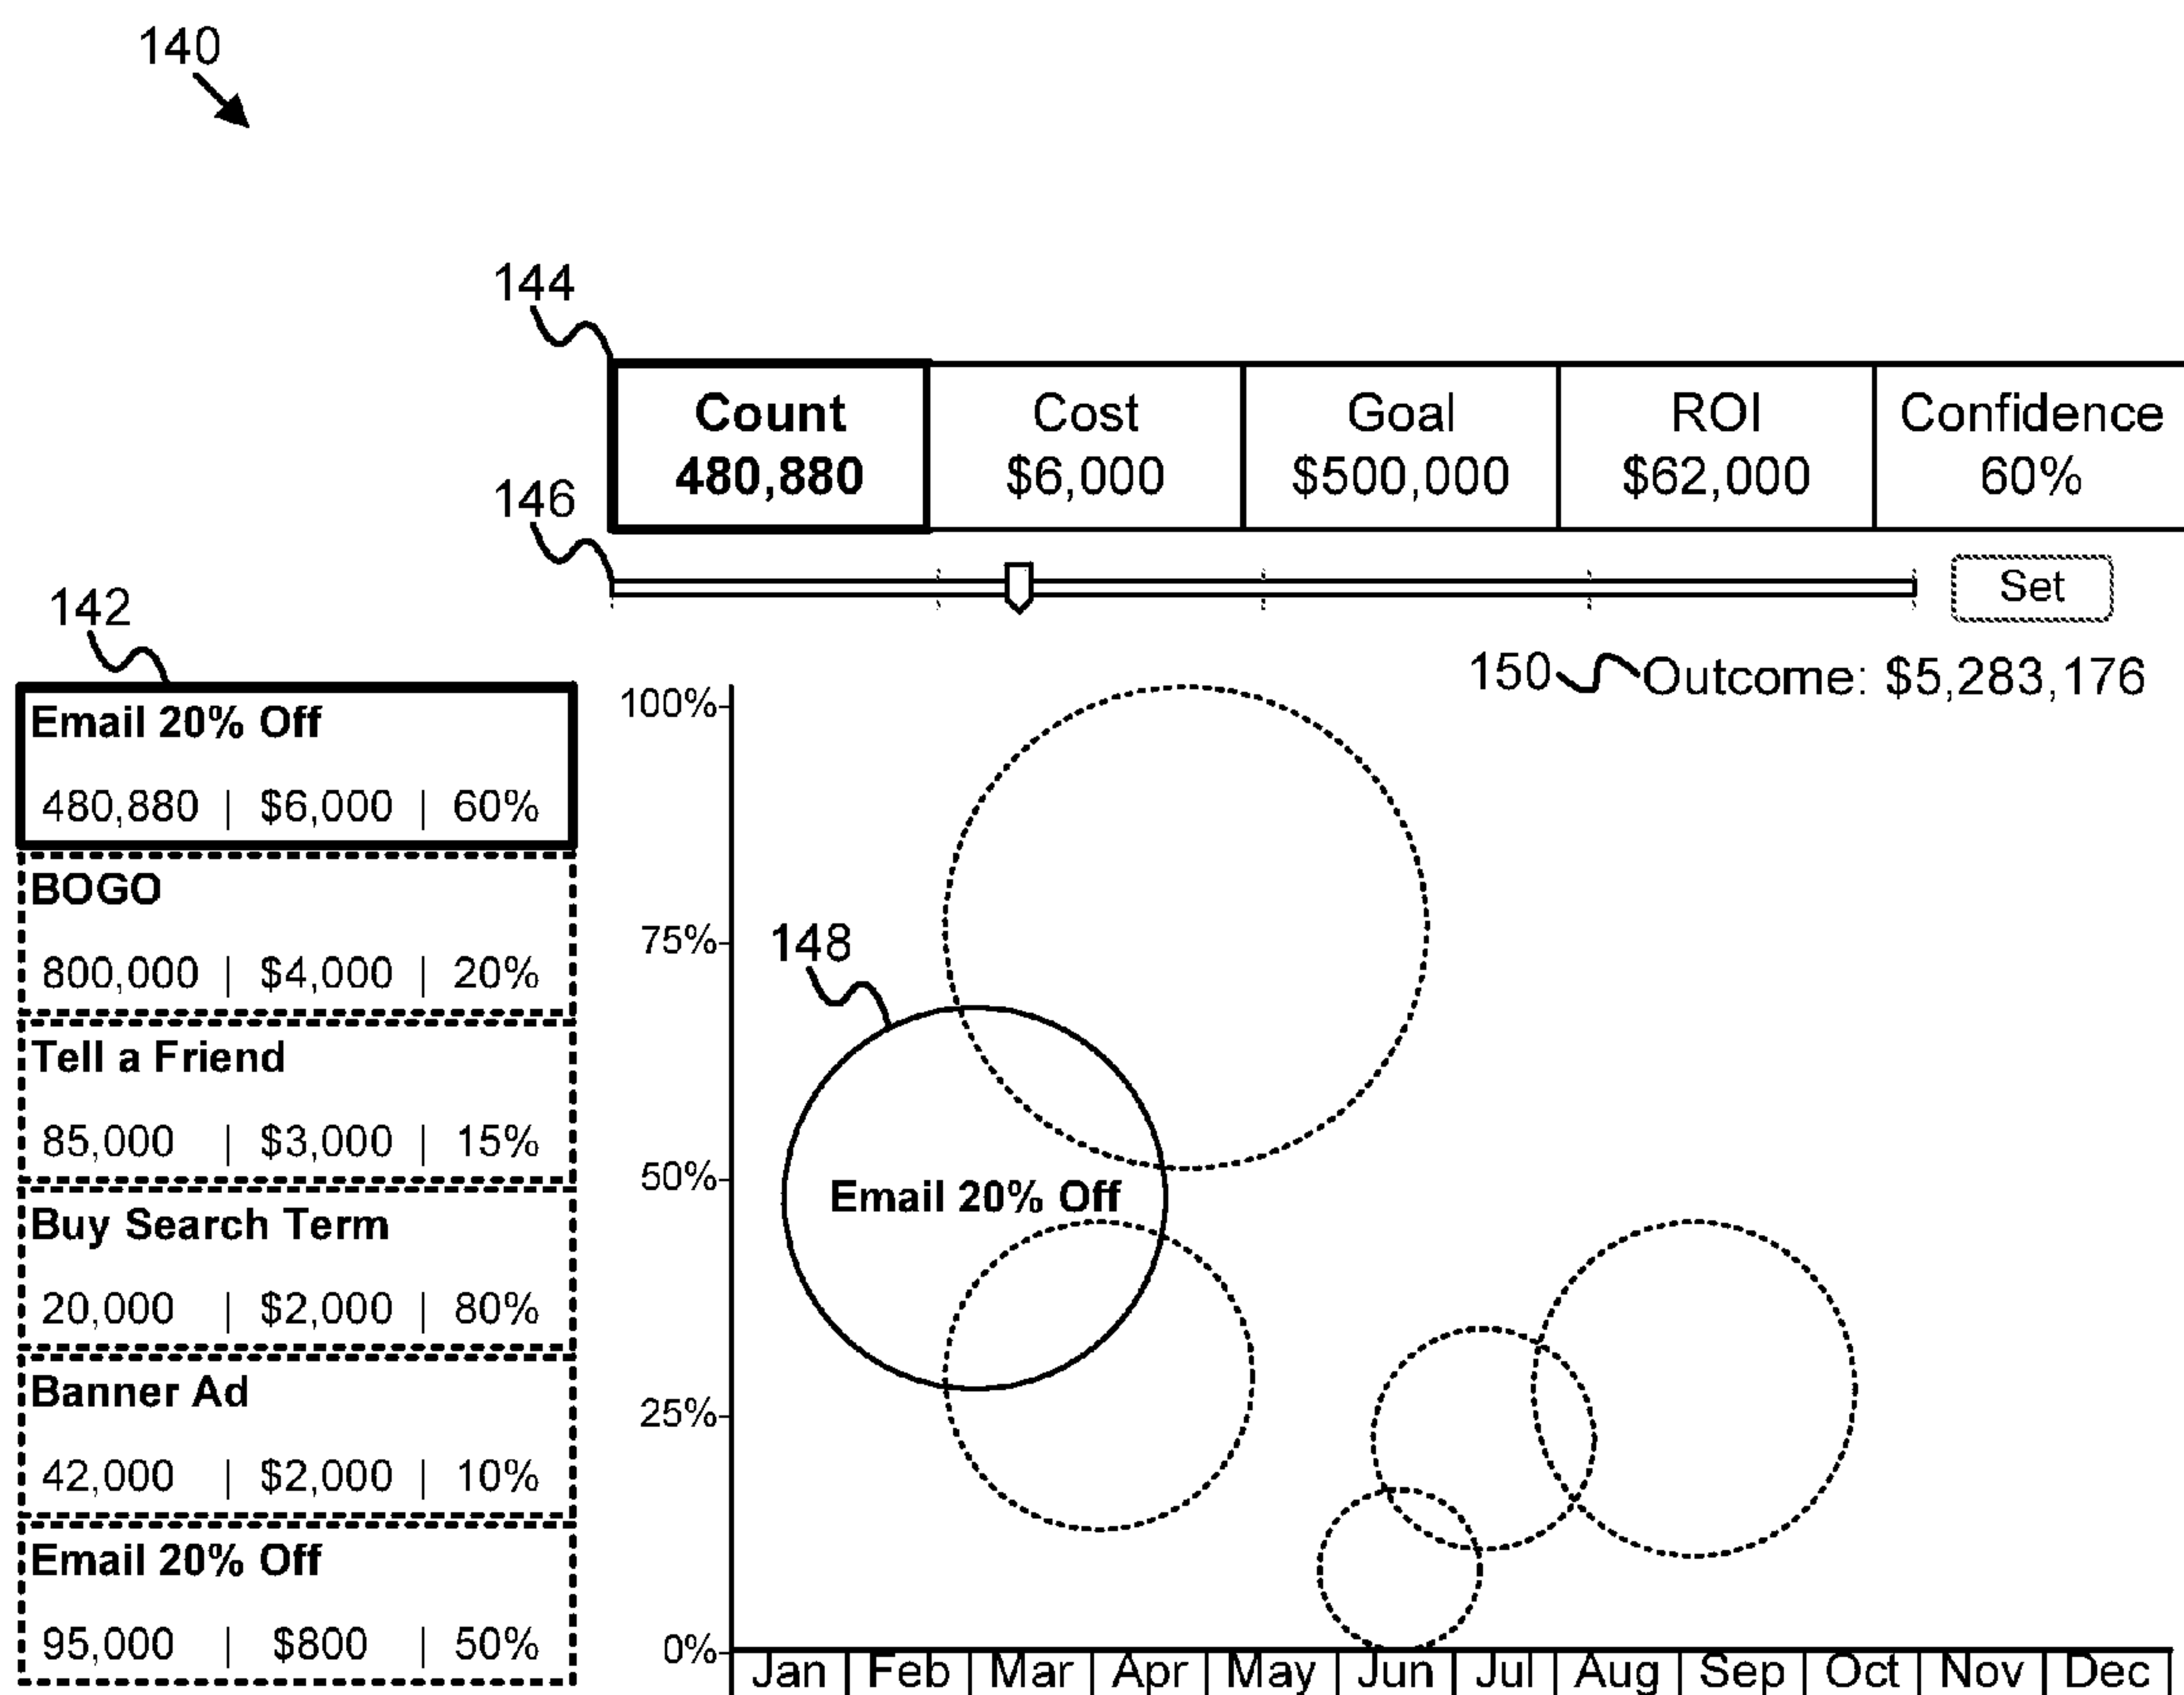 140
144
Count Cost Goal ROI Confidence
480,880 $6,000 $500,000 $62,000 60%
146
Set
142
150 Outcome: $5,283,176
Email 20% Off
480,880 | $6,000 | 60%
BOGO
800,000 | $4,000 | 20%
Tell a Friend
85,000 | $3,000 | 15%
Buy Search Term
20,000 | $2,000 | 80%
Banner Ad
42,000 | $2,000 | 10%
Email 20% Off
95,000 | $800 | 50%
100%
75%
50%
25%
0%
148
Email 20% Off
Jan | Feb | Mar | Apr | May | Jun | Jul | Aug | Sep | Oct | Nov | Dec |